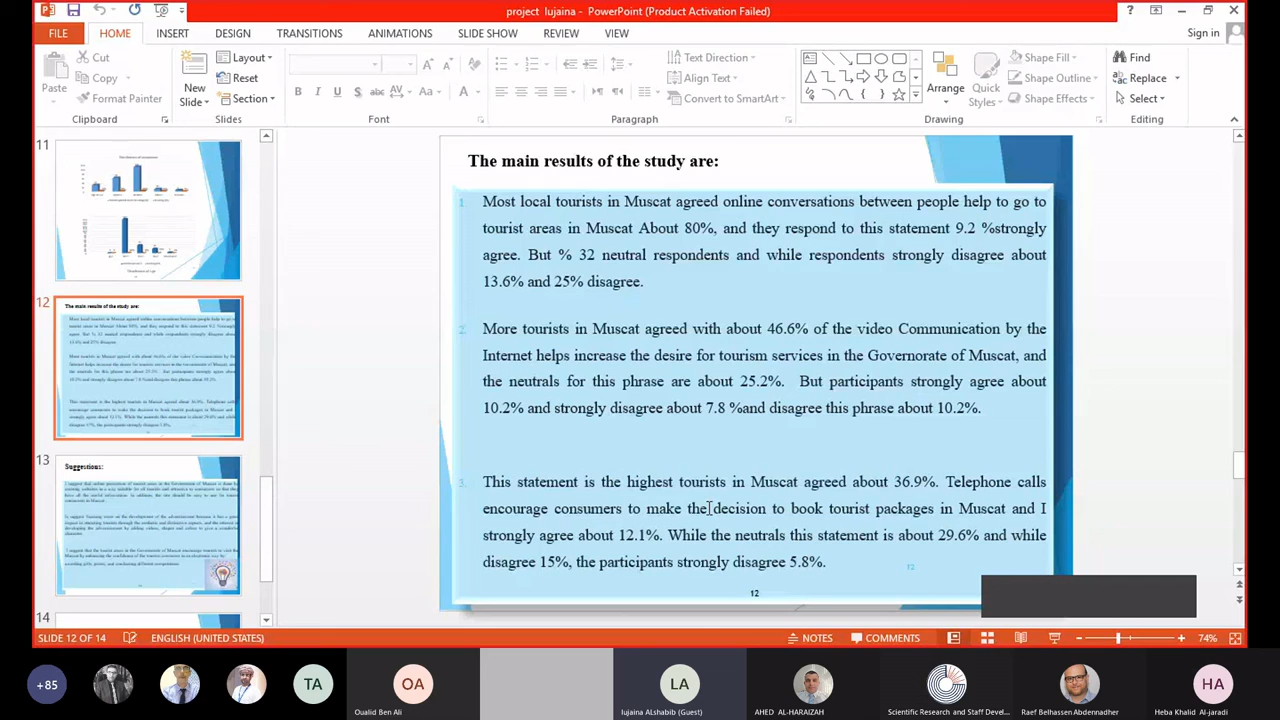 project lujaina - PowerPoint (Product Activation Failed)
FILE HOME INSERT DESIGN TRANSITIONS ANIMATIONS SLIDE SHOW REVIEW VIEW Sign in
Cut
Copy
Format Painter
Paste
Clipboard
New
Slide
Layout
Reset
Section
Slides
Font
Text Direction
Align Text
Convert to SmartArt
Paragraph
Arrange
Quick
Styles
Shape Fill
Shape Outline
Shape Effects
Drawing
Find
Replace
Select
Editing
11
12
The main results of the study are:
13
Suggestions:
14
The main results of the study are:
1. Most local tourists in Muscat agreed online conversations between people help to go to
tourist areas in Muscat About 80%, and they respond to this statement 9.2 %strongly
agree. But % 32 neutral respondents and while respondents strongly disagree about
13.6% and 25% disagree.
2. More tourists in Muscat agreed with about 46.6% of the video Communication by the
Internet helps increase the desire for tourism services in the Governorate of Muscat, and
the neutrals for this phrase are about 25.2%. But participants strongly agree about
10.2% and strongly disagree about 7.8 %and disagree this phrase about 10.2%.
3. This statement is the highest tourists in Muscat agreed about 36.9%. Telephone calls
encourage consumers to make the decision to book tourist packages in Muscat and I
strongly agree about 12.1%. While the neutrals this statement is about 29.6% and while
disagree 15%, the participants strongly disagree 5.8%.
12
12
SLIDE 12 OF 14 ENGLISH (UNITED STATES) NOTES COMMENTS 74%
+85
TA
OA
Oualid Ben Ali
LA
lujaina ALshabib (Guest)
AHED AL-HARAIZAH
Scientific Research and Staff Devel...
Raef Belhassen Abdennadher
HA
Heba Khalid Al-jaradi